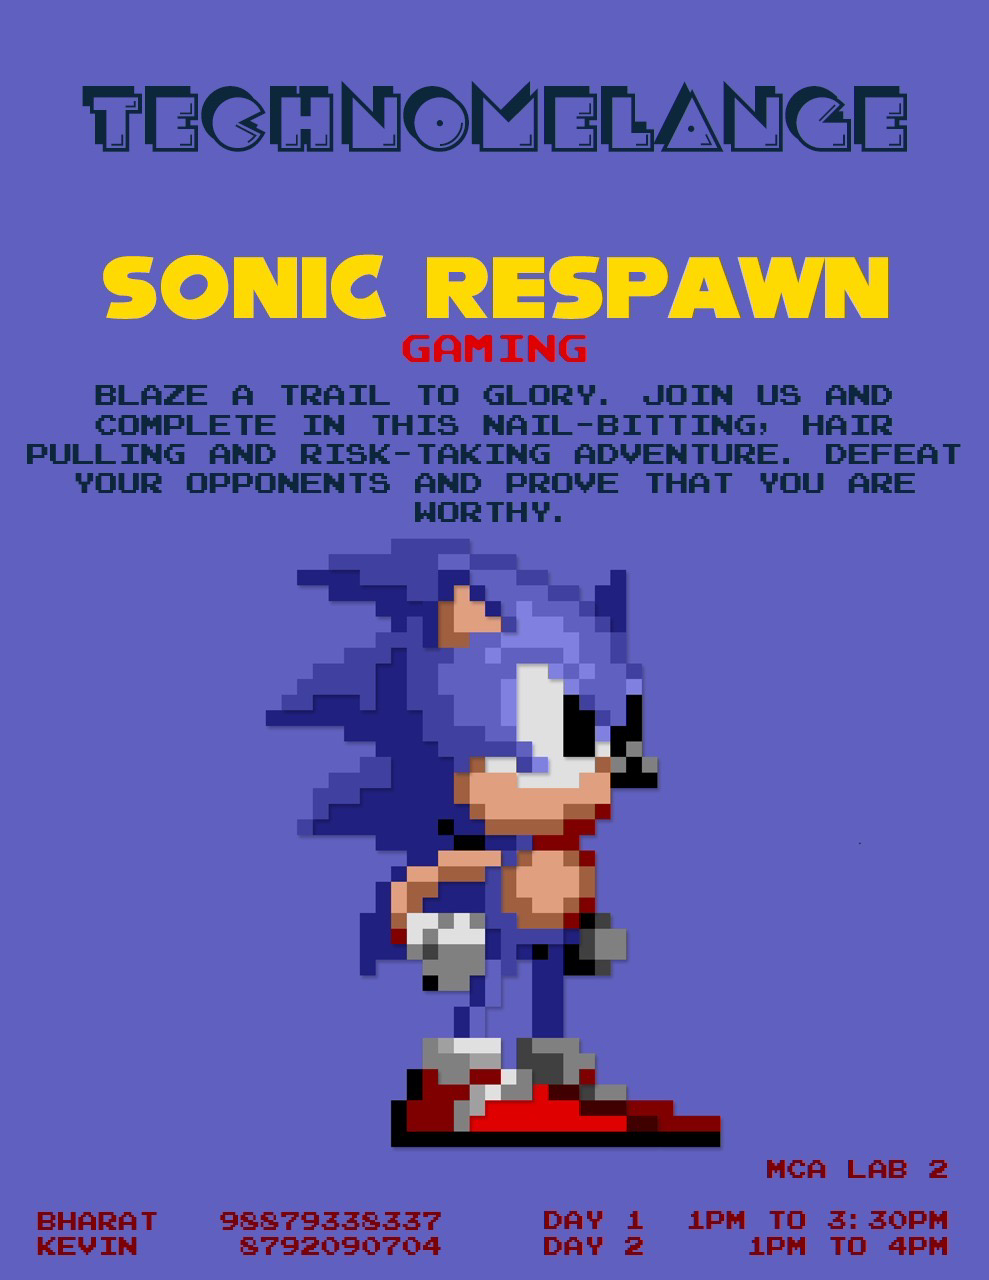 TECHNOMELANGE
SONIC RESPAWN
GAMING
BLAZE A TRAIL TO GLORY. JOIN US AND
COMPLETE IN THIS NAIL-BITTING, HAIR
PULLING AND RISK-TAKING ADVENTURE. DEFEAT
YOUR OPPONENTS AND PROVE THAT YOU ARE
WORTHY.
MCA LAB 2
BHARAT 98879338337 DAY 1 1PM TO 3:30PM
KEVIN 8792090704 DAY 2 1PM TO 4PM